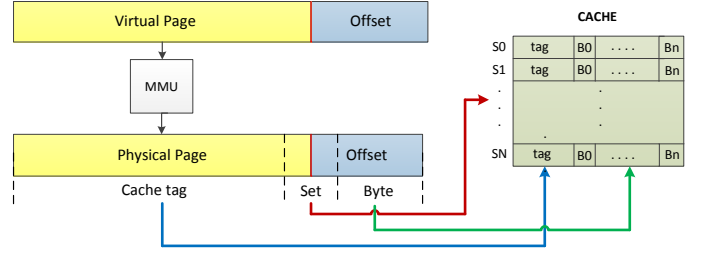 Virtual Page Offset
CACHE
S0 tag B0 .... Bn
S1 tag B0 .... Bn
MMU
.
. .
. .
. .
SN tag B0 .... Bn
Physical Page Offset
Cache tag Set Byte